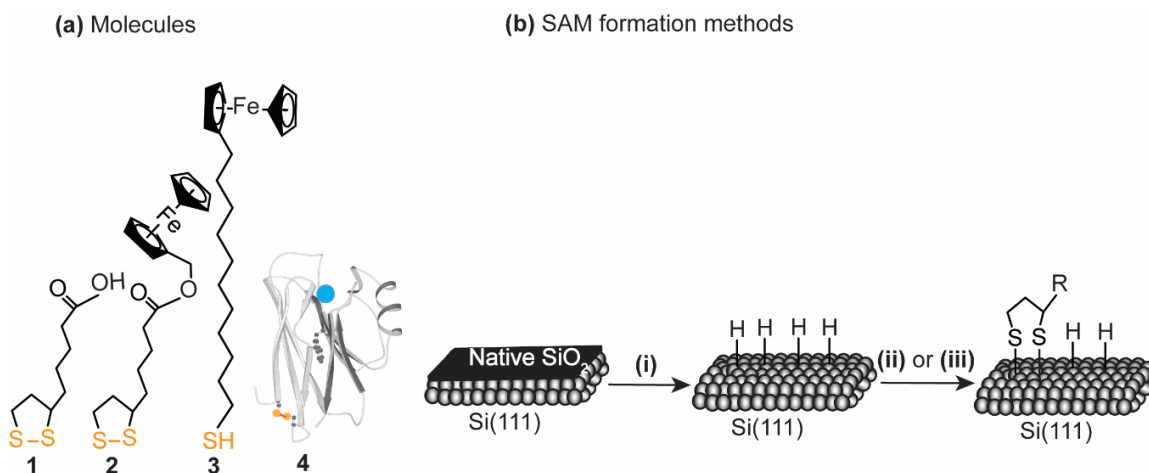 (a) Molecules
(b) SAM formation methods
Fe
Fe
O
OH
O
O
S
S
S
S
SH
1
2
3
4
Native SiO2
(i)
Si(111)
H H H H
(ii) or (iii)
Si(111)
R
S
S
H H
Si(111)